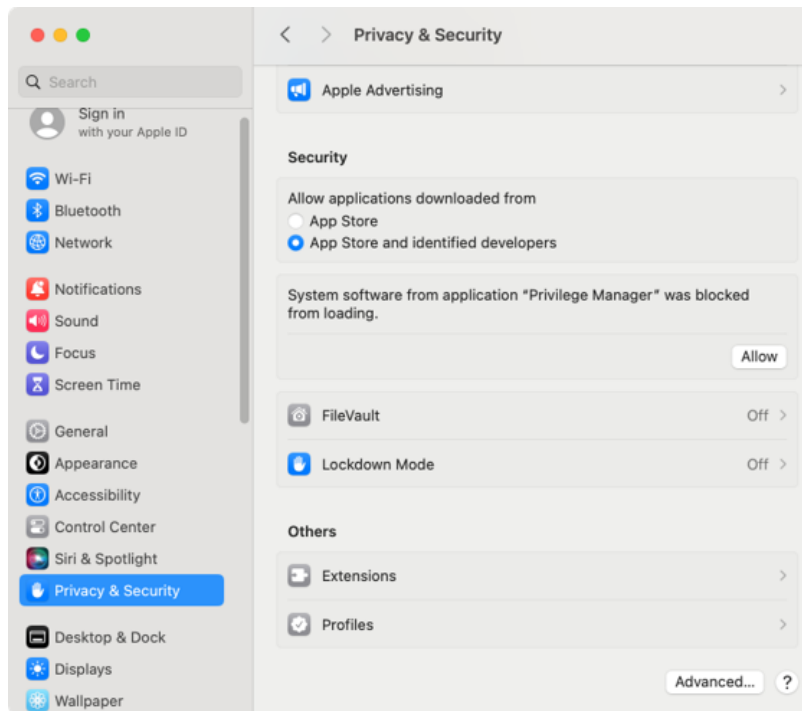 Privacy & Security
Search
Sign in
with your Apple ID
Wi-Fi
Bluetooth
Network
Notifications
Sound
Focus
Screen Time
General
Appearance
Accessibility
Control Center
Siri & Spotlight
Privacy & Security
Desktop & Dock
Displays
Wallpaper
Apple Advertising
Security
Allow applications downloaded from
App Store
App Store and identified developers
System software from application “Privilege Manager” was blocked
from loading.
Allow
FileVault Off
Lockdown Mode Off
Others
Extensions
Profiles
Advanced... ?